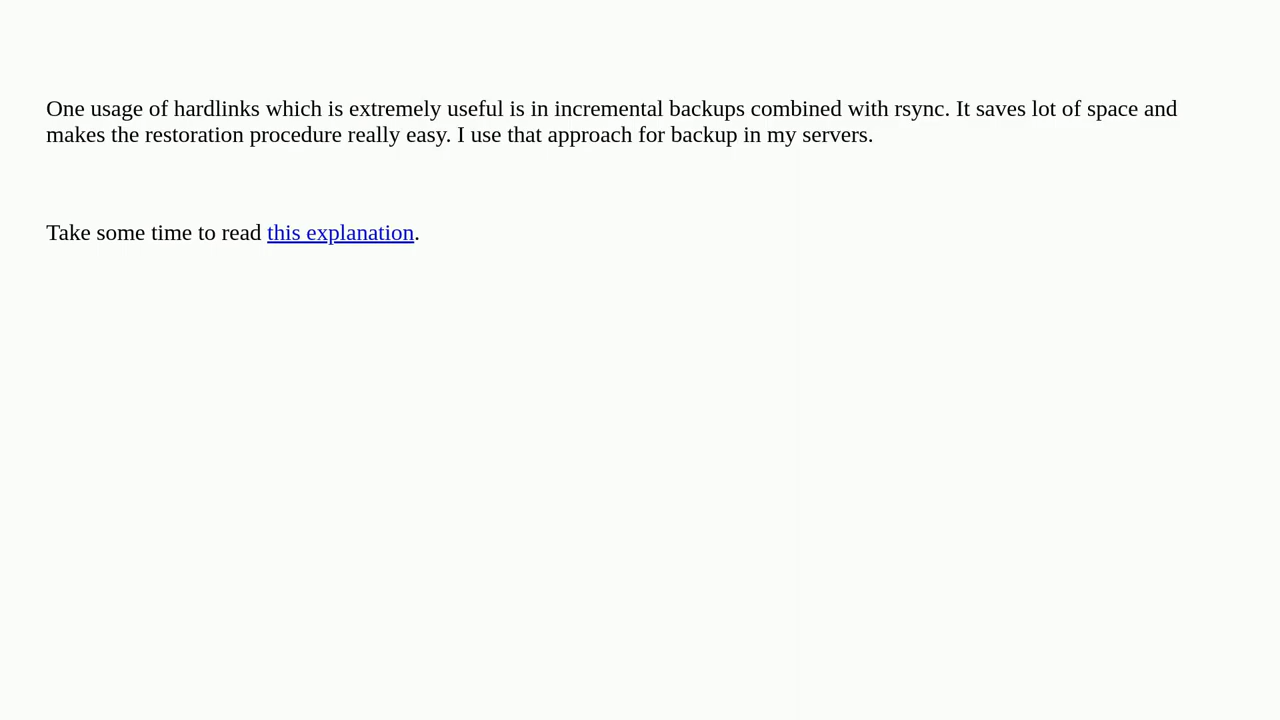 One usage of hardlinks which is extremely useful is in incremental backups combined with rsync. It saves lot of space and
makes the restoration procedure really easy. I use that approach for backup in my servers.
Take some time to read this explanation.